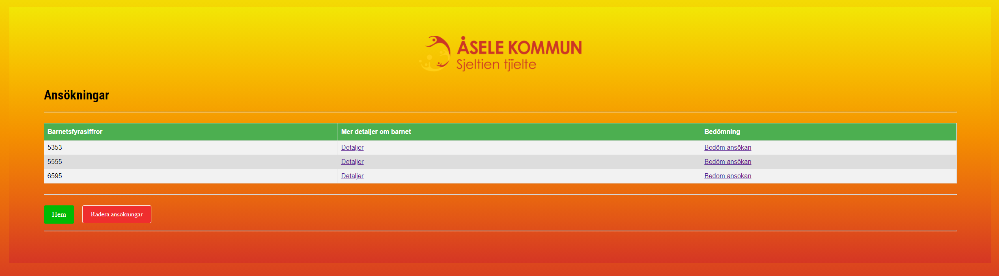 ÅSELE KOMMUN
Sjeltien tjïelte
Ansökningar
Barnetsfyrasiffror Mer detaljer om barnet Bedömning
5353 Detaljer Bedöm ansökan
5555 Detaljer Bedöm ansökan
6595 Detaljer Bedöm ansökan
Hem Radera ansökningar